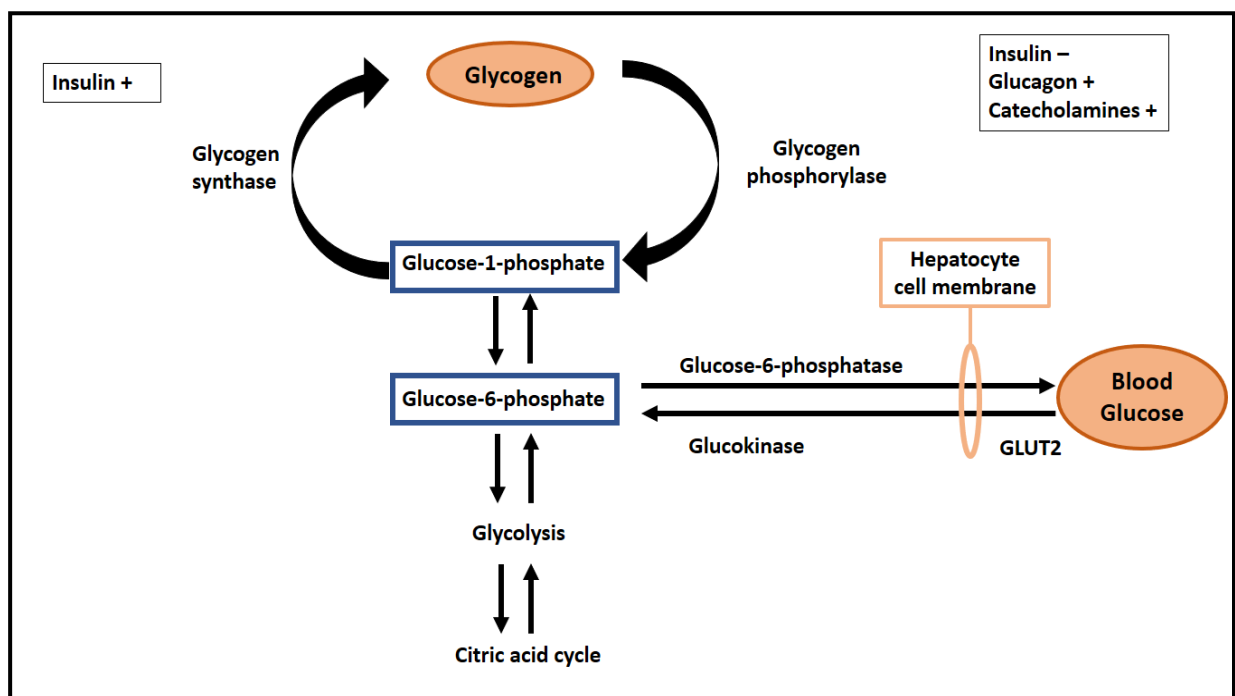 Insulin +
Glycogen
Insulin –
Glucagon +
Catecholamines +
Glycogen
synthase
Glycogen
phosphorylase
Glucose-1-phosphate
Hepatocyte
cell membrane
Glucose-6-phosphate
Glucose-6-phosphatase
Blood
Glucose
Glucokinase
GLUT2
Glycolysis
Citric acid cycle